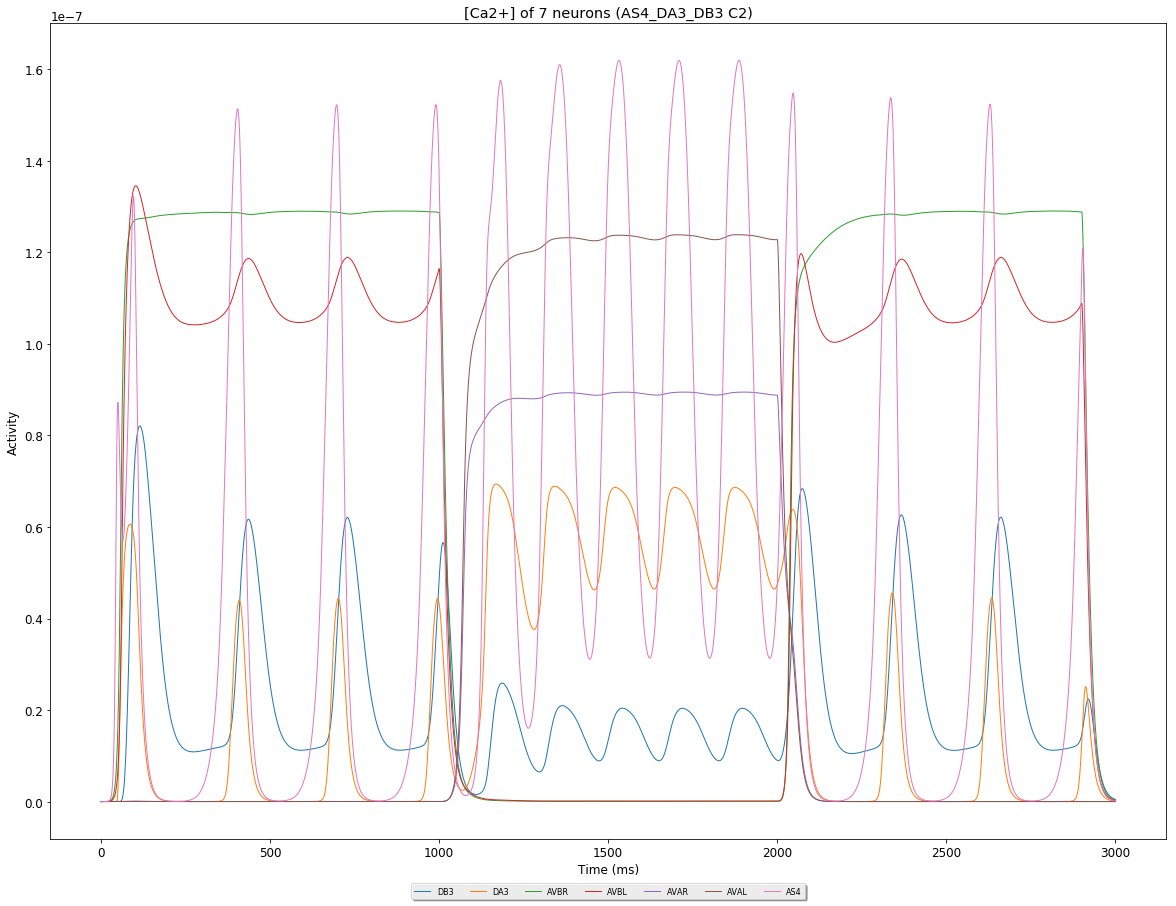 [Ca2+] of 7 neurons (AS4_DA3_DB3 C2)
1e−7
1.6
1.4
1.2
1.0
0.8
0.6
0.4
0.2
0.0
Activity
0 500 1000 1500 2000 2500 3000
Time (ms)
DB3 DA3 AVBR AVBL AVAR AVAL AS4